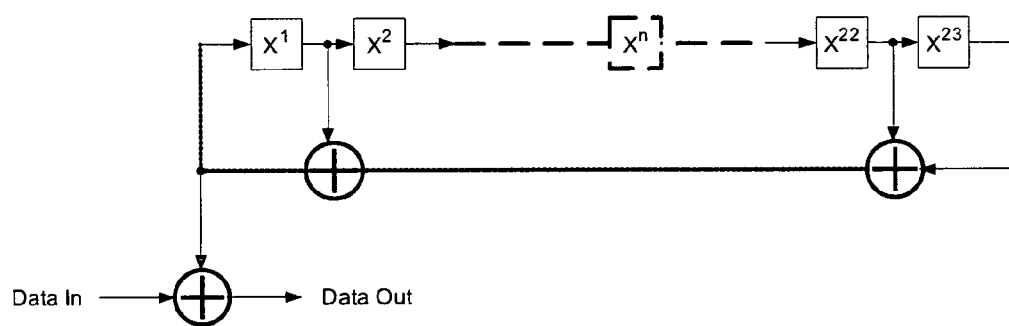 X¹ X² Xⁿ X²² X²³
Data In Data Out